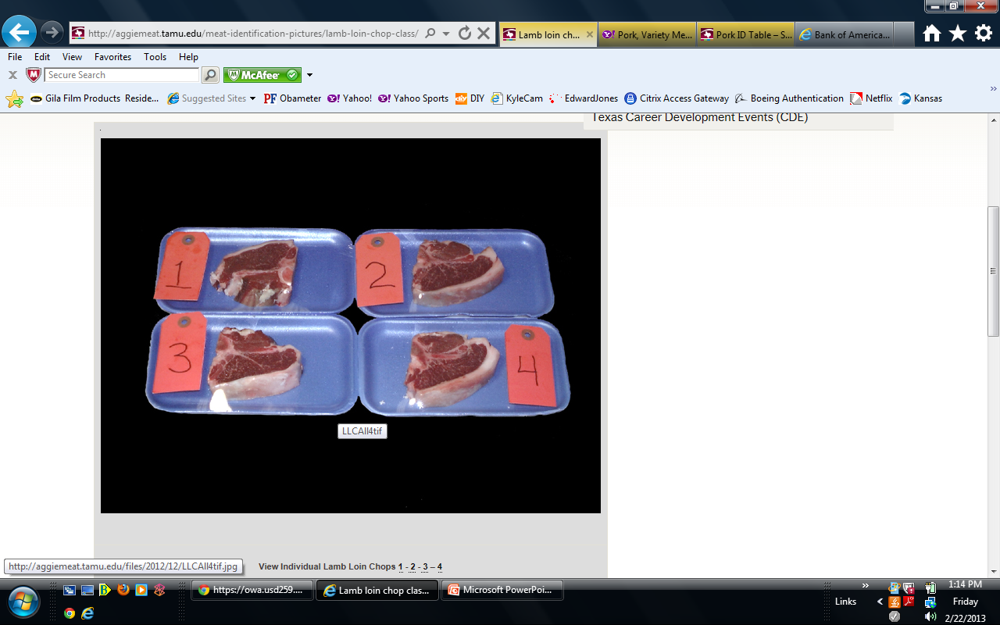 http://aggiemeat.tamu.edu/meat-identification-pictures/lamb-loin-chop-class/
Lamb loin ch...
Pork, Variety Me...
Pork ID Table – S...
Bank of America...
File Edit View Favorites Tools Help
Secure Search
McAfee
Gila Film Products Reside...
Suggested Sites
Obameter
Yahoo!
Yahoo Sports
DIY
KyleCam
EdwardJones
Citrix Access Gateway
Boeing Authentication
Netflix
Kansas
Texas Career Development Events (CDE)
1
2
3
4
LLCAll4tif
http://aggiemeat.tamu.edu/files/2012/12/LLCAll4tif.jpg
View Individual Lamb Loin Chops 1 - 2 - 3 – 4
https://owa.usd259....
Lamb loin chop clas...
Microsoft PowerPoi...
Links
1:14 PM
Friday
2/22/2013